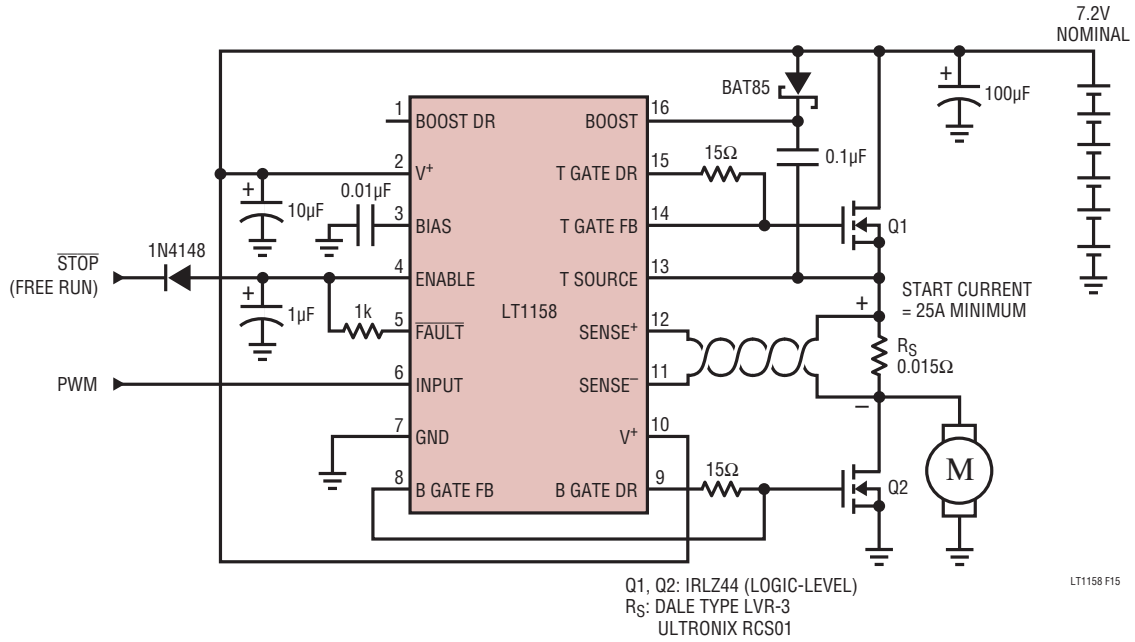 7.2V
NOMINAL
BAT85
+
100µF
1
BOOST DR
BOOST
16
15Ω
0.1µF
2
V+
T GATE DR
15
+
10µF
0.01µF
3
BIAS
T GATE FB
14
Q1
STOP
(FREE RUN)
1N4148
4
ENABLE
T SOURCE
13
START CURRENT
= 25A MINIMUM
+
1µF
1k
5
FAULT
LT1158
SENSE+
12
+
RS
0.015Ω
PWM
6
INPUT
SENSE–
11
–
7
GND
V+
10
M
8
B GATE FB
B GATE DR
9
15Ω
Q2
Q1, Q2: IRLZ44 (LOGIC-LEVEL)
RS: DALE TYPE LVR-3
ULTRONIX RCS01
LT1158 F15